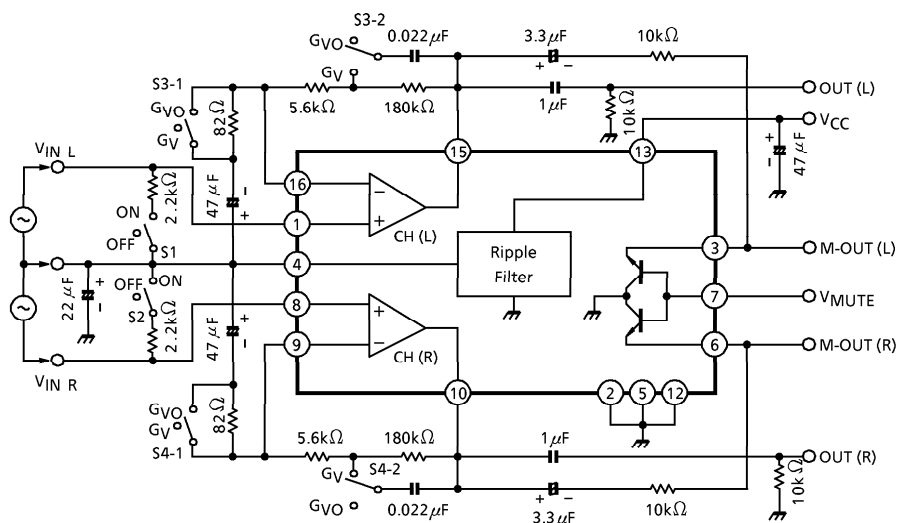 S3-2
GVO
0.022μF
3.3μF
10kΩ
+ −
S3-1
GV
5.6kΩ
180kΩ
1μF
OUT (L)
GVO
GV
82Ω
10kΩ
VCC
VIN L
15
13
+
−
47μF
2.2kΩ
47μF
−
+
16
−
1
+
CH (L)
ON
OFF
S1
Ripple
Filter
3
M-OUT (L)
4
22μF
+
−
OFF
ON
S2
2.2kΩ
8
+
CH (R)
7
VMUTE
47μF
+
−
9
−
6
M-OUT (R)
VIN R
10
2
5
12
GVO
GV
S4-1
82Ω
5.6kΩ
180kΩ
1μF
OUT (R)
S4-2
GV
GVO
0.022μF
+ −
3.3μF
10kΩ
10kΩ